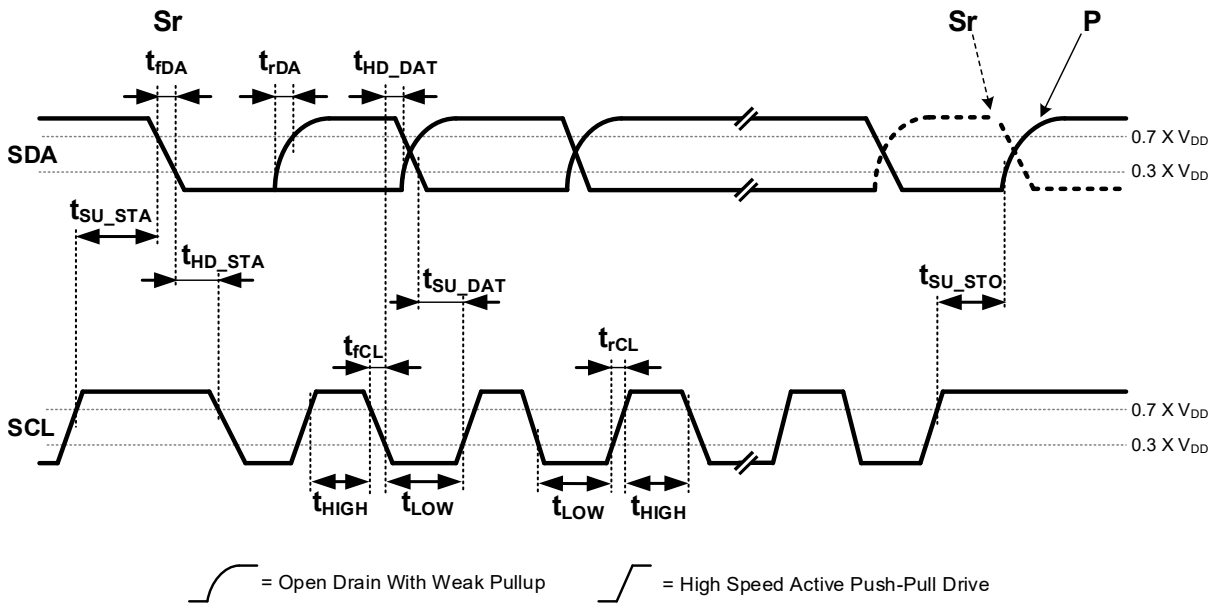 Sr Sr P
tfDA trDA tHD_DAT
SDA
0.7 X VDD
0.3 X VDD
tSU_STA
tHD_STA
tSU_DAT
tSU_STO
tfCL trCL
SCL
0.7 X VDD
0.3 X VDD
tHIGH tLOW tLOW tHIGH
= Open Drain With Weak Pullup = High Speed Active Push-Pull Drive